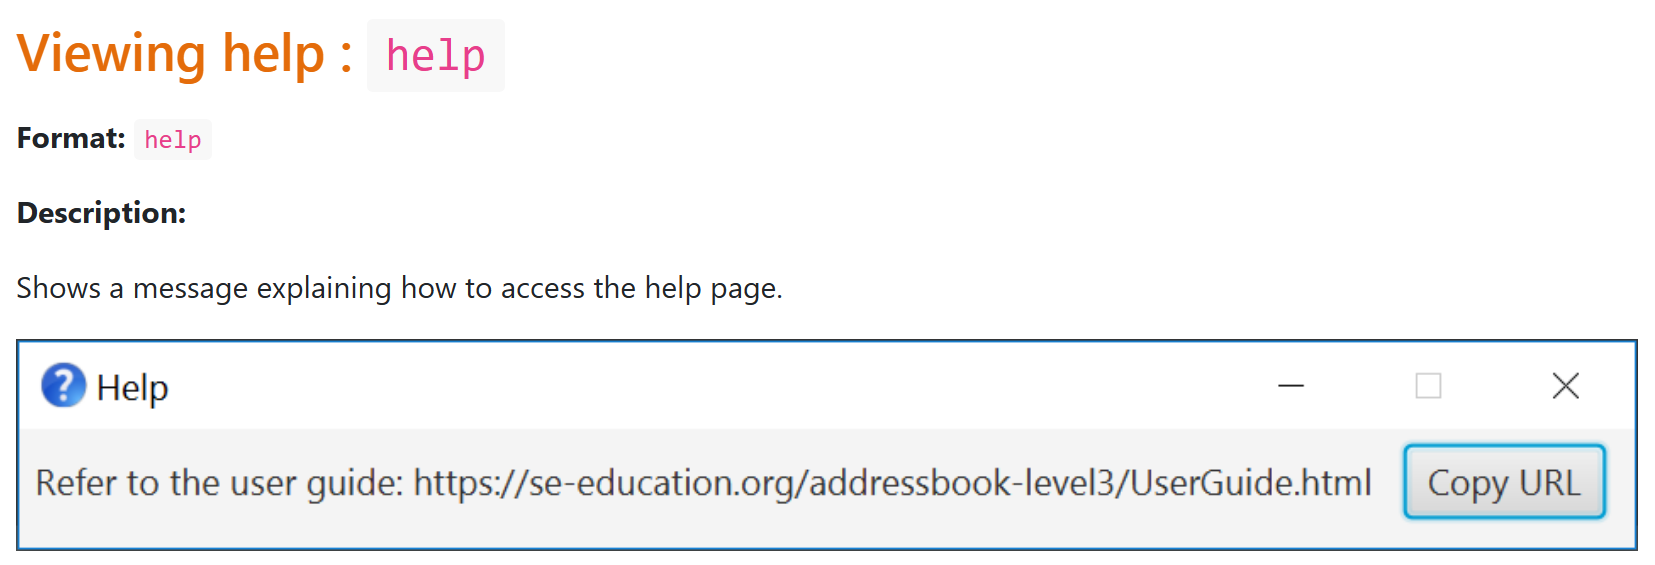 Viewing help : help
Format: help
Description:
Shows a message explaining how to access the help page.
Help
Refer to the user guide: https://se-education.org/addressbook-level3/UserGuide.html Copy URL